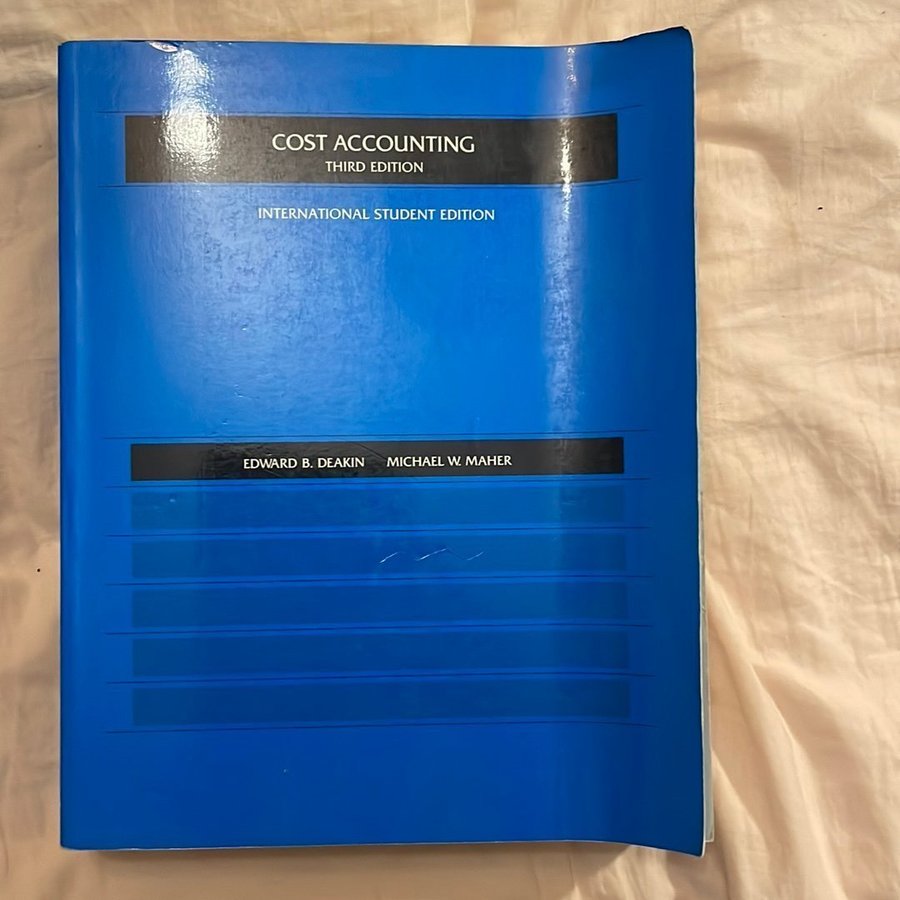 COST ACCOUNTING
THIRD EDITION
INTERNATIONAL STUDENT EDITION
EDWARD B. DEAKIN MICHAEL W. MAHER